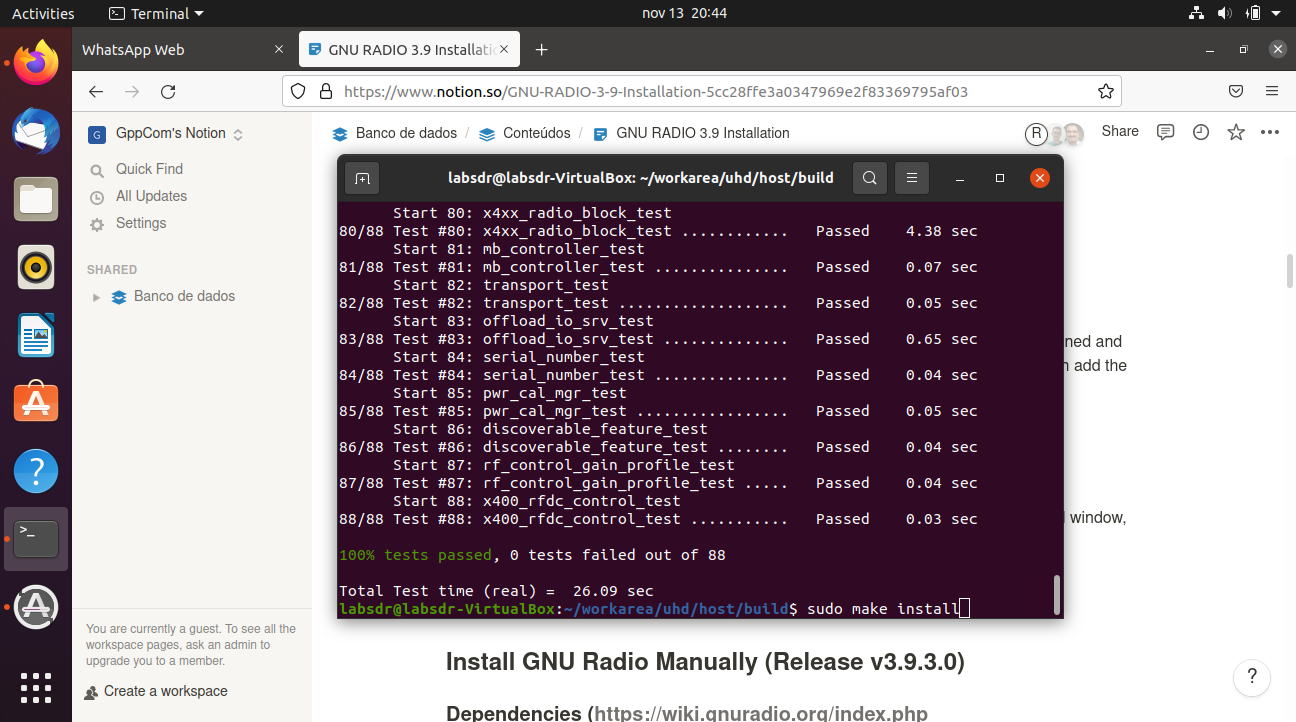 Activities
Terminal
nov 13 20:44
WhatsApp Web
GNU RADIO 3.9 Installatic
https://www.notion.so/GNU-RADIO-3-9-Installation-5cc28ffe3a0347969e2f83369795af03
G
GppCom's Notion
Quick Find
All Updates
Settings
SHARED
Banco de dados
Banco de dados / Conteúdos / GNU RADIO 3.9 Installation
R
Share
labsdr@labsdr-VirtualBox: ~/workarea/uhd/host/build
Start 80: x4xx_radio_block_test
80/88 Test #80: x4xx_radio_block_test ............ Passed 4.38 sec
Start 81: mb_controller_test
81/88 Test #81: mb_controller_test ............... Passed 0.07 sec
Start 82: transport_test
82/88 Test #82: transport_test ................... Passed 0.05 sec
Start 83: offload_io_srv_test
83/88 Test #83: offload_io_srv_test .............. Passed 0.65 sec
Start 84: serial_number_test
84/88 Test #84: serial_number_test ............... Passed 0.04 sec
Start 85: pwr_cal_mgr_test
85/88 Test #85: pwr_cal_mgr_test ................. Passed 0.05 sec
Start 86: discoverable_feature_test
86/88 Test #86: discoverable_feature_test ........ Passed 0.04 sec
Start 87: rf_control_gain_profile_test
87/88 Test #87: rf_control_gain_profile_test ..... Passed 0.04 sec
Start 88: x400_rfdc_control_test
88/88 Test #88: x400_rfdc_control_test ........... Passed 0.03 sec
100% tests passed, 0 tests failed out of 88
Total Test time (real) = 26.09 sec
labsdr@labsdr-VirtualBox:~/workarea/uhd/host/build$ sudo make install
ned and
add the
window,
You are currently a guest. To see all the
workspace pages, ask an admin to
upgrade you to a member.
Create a workspace
Install GNU Radio Manually (Release v3.9.3.0)
Dependencies (https://wiki.gnuradio.org/index.php
?